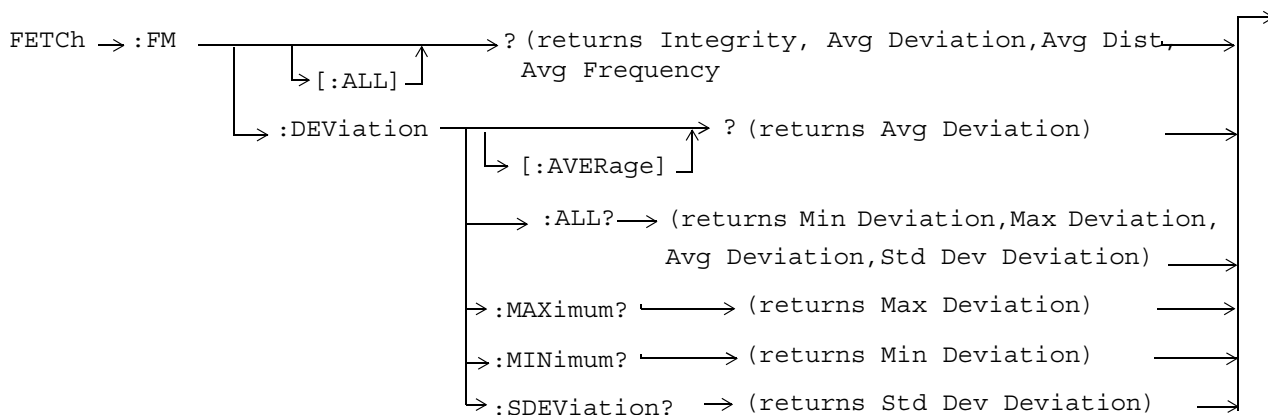 FETCh :FM ? (returns Integrity, Avg Deviation,Avg Dist,
Avg Frequency
[:ALL]
:DEViation ? (returns Avg Deviation)
[:AVERage]
:ALL? (returns Min Deviation,Max Deviation,
Avg Deviation,Std Dev Deviation)
:MAXimum? (returns Max Deviation)
:MINimum? (returns Min Deviation)
:SDEViation? (returns Std Dev Deviation)